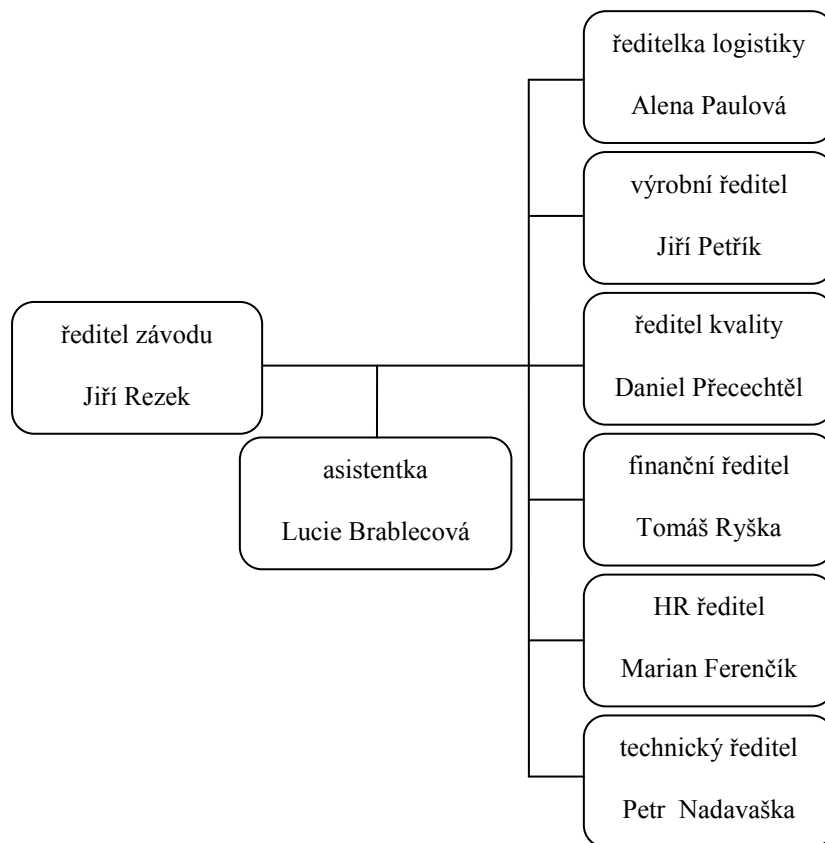 ředitelka logistiky
Alena Paulová
výrobní ředitel
Jiří Petřík
ředitel závodu
Jiří Rezek
ředitel kvality
Daniel Přecechtěl
asistentka
Lucie Brablecová
finanční ředitel
Tomáš Ryška
HR ředitel
Marian Ferenčík
technický ředitel
Petr  Nadavaška